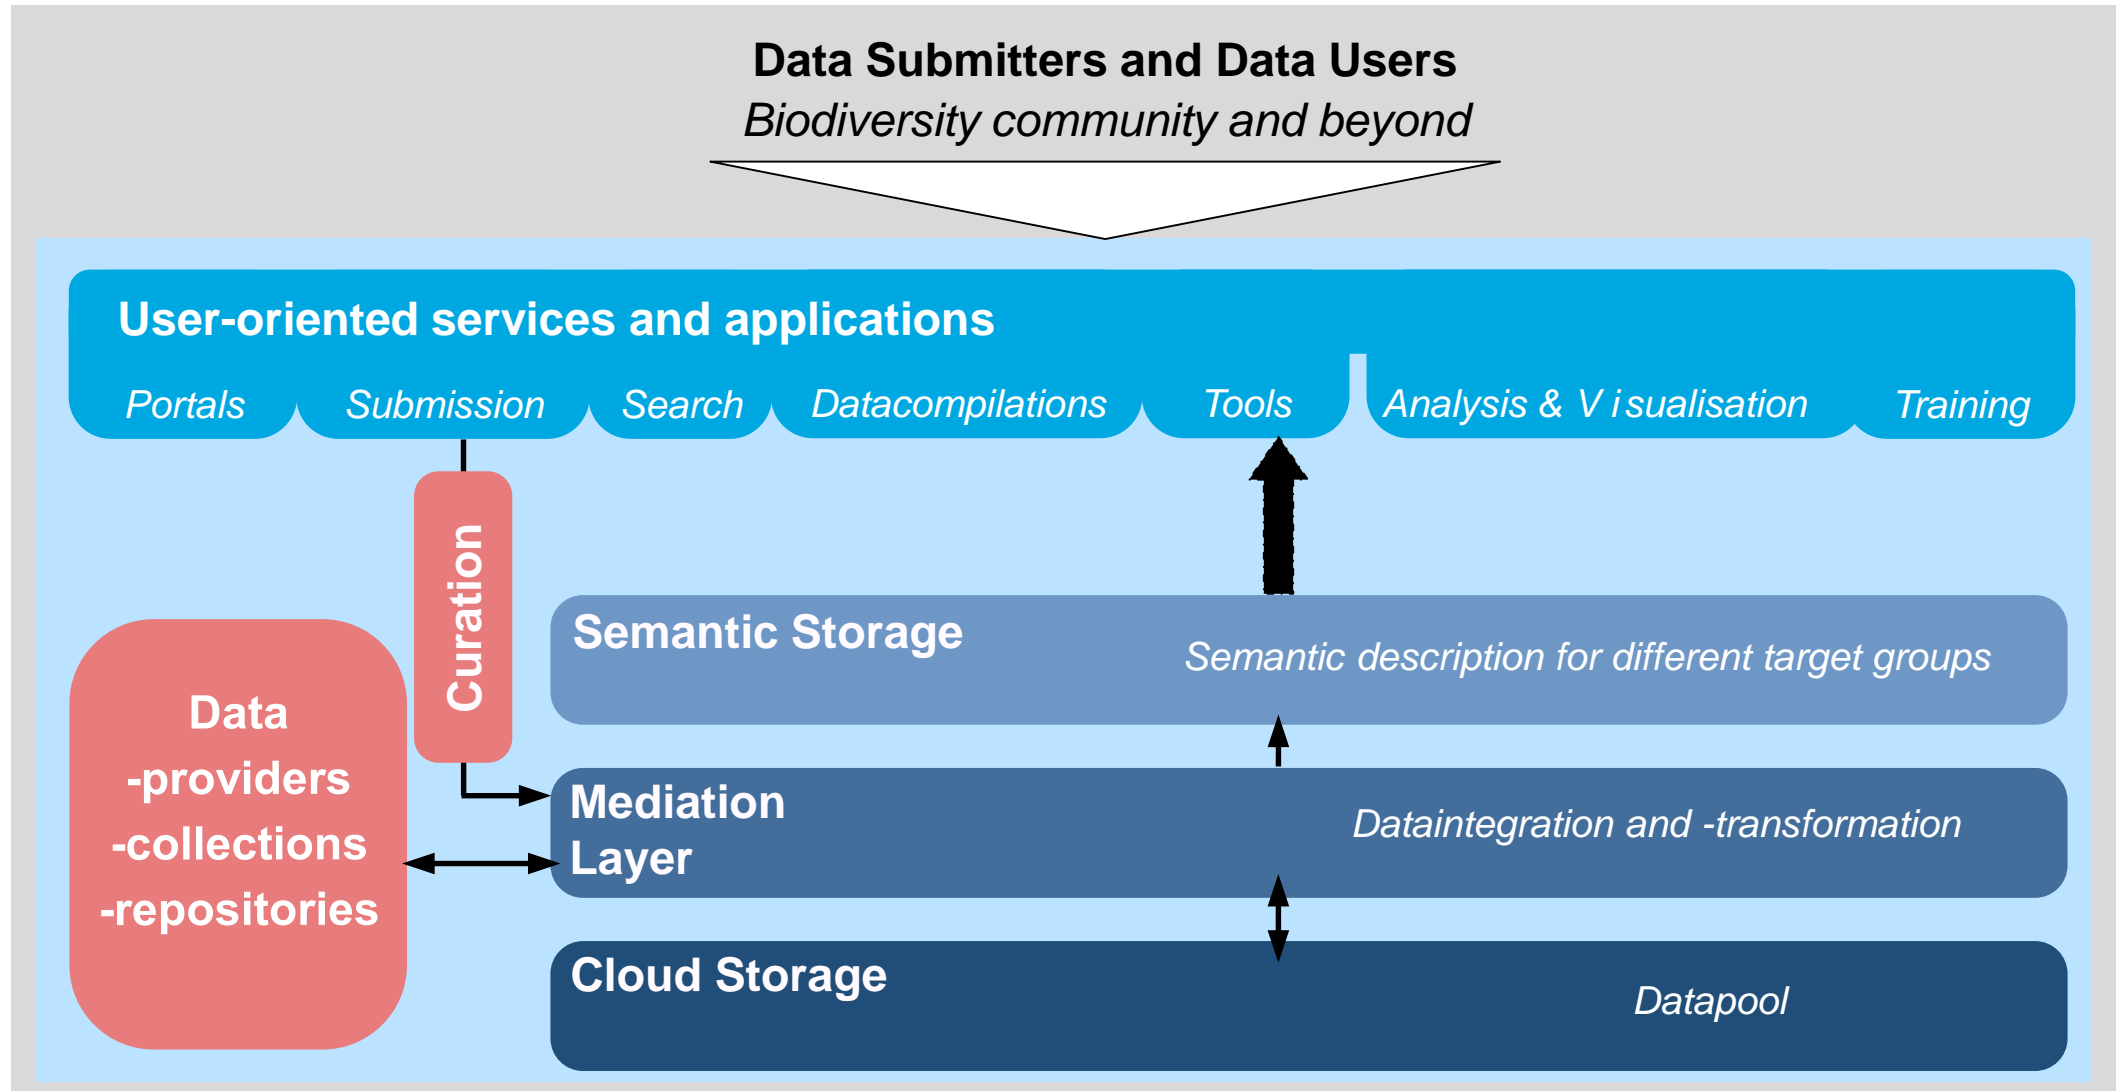 Data Submitters and Data Users
Biodiversity community and beyond
User-oriented services and applications
Portals
Submission
Search
Datacompilations
Tools
Analysis & Visualisation
Training
Curation
Data
-providers
-collections
-repositories
Semantic Storage
Semantic description for different target groups
Mediation
Layer
Dataintegration and -transformation
Cloud Storage
Datapool